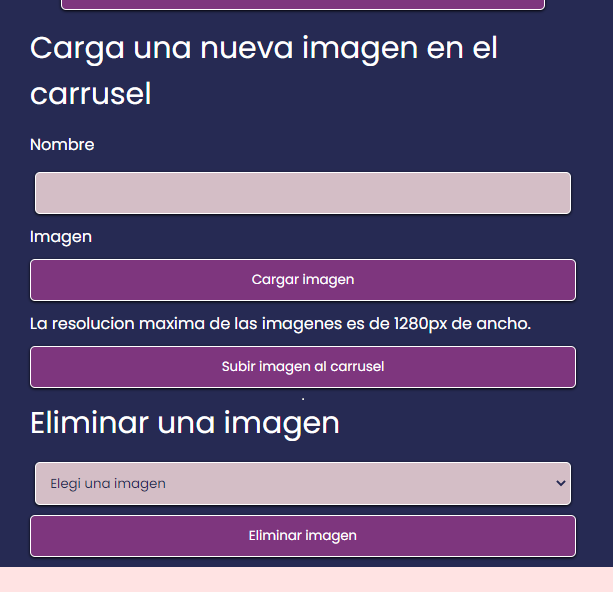 Carga una nueva imagen en el
carrusel
Nombre
Imagen
Cargar imagen
La resolucion maxima de las imagenes es de 1280px de ancho.
Subir imagen al carrusel
Eliminar una imagen
Elegi una imagen
Eliminar imagen